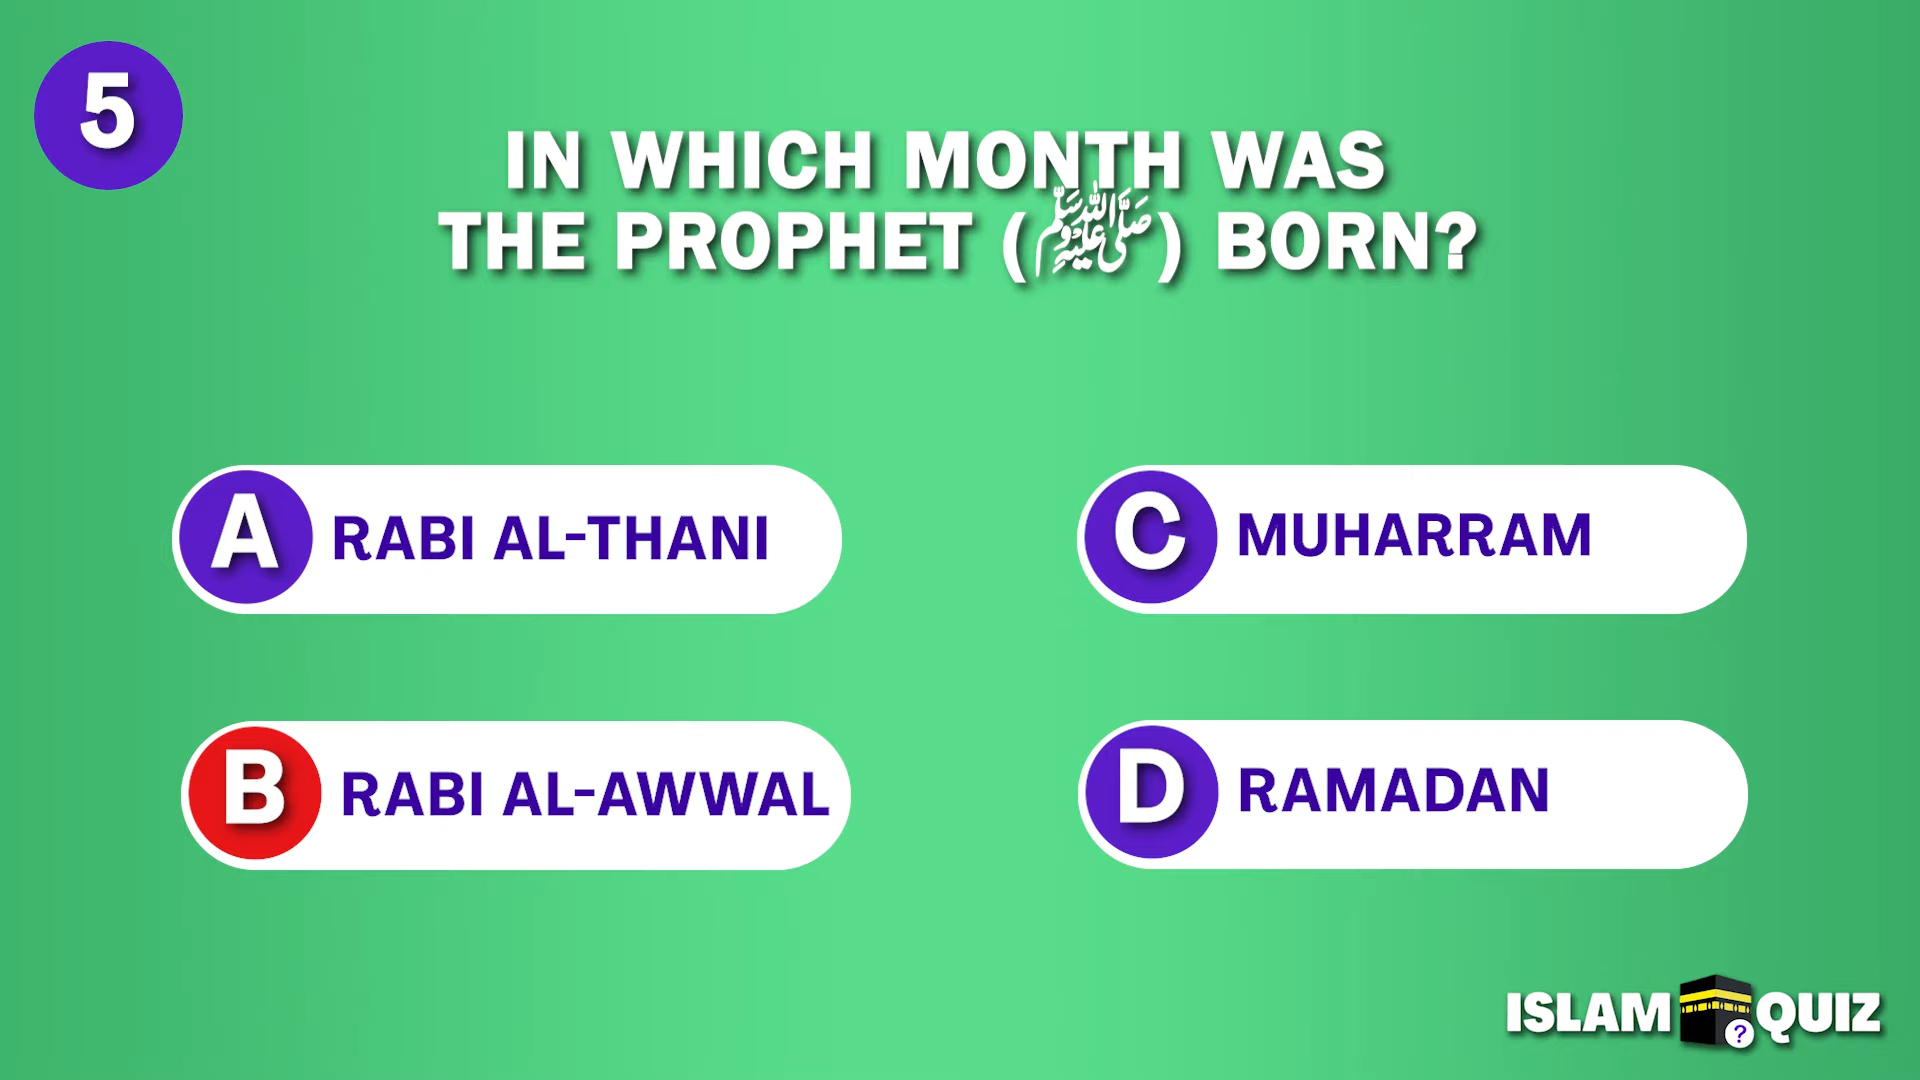 5
IN WHICH MONTH WAS
THE PROPHET (ﷺ) BORN?
A RABI AL-THANI
B RABI AL-AWWAL
C MUHARRAM
D RAMADAN
ISLAM QUIZ
?